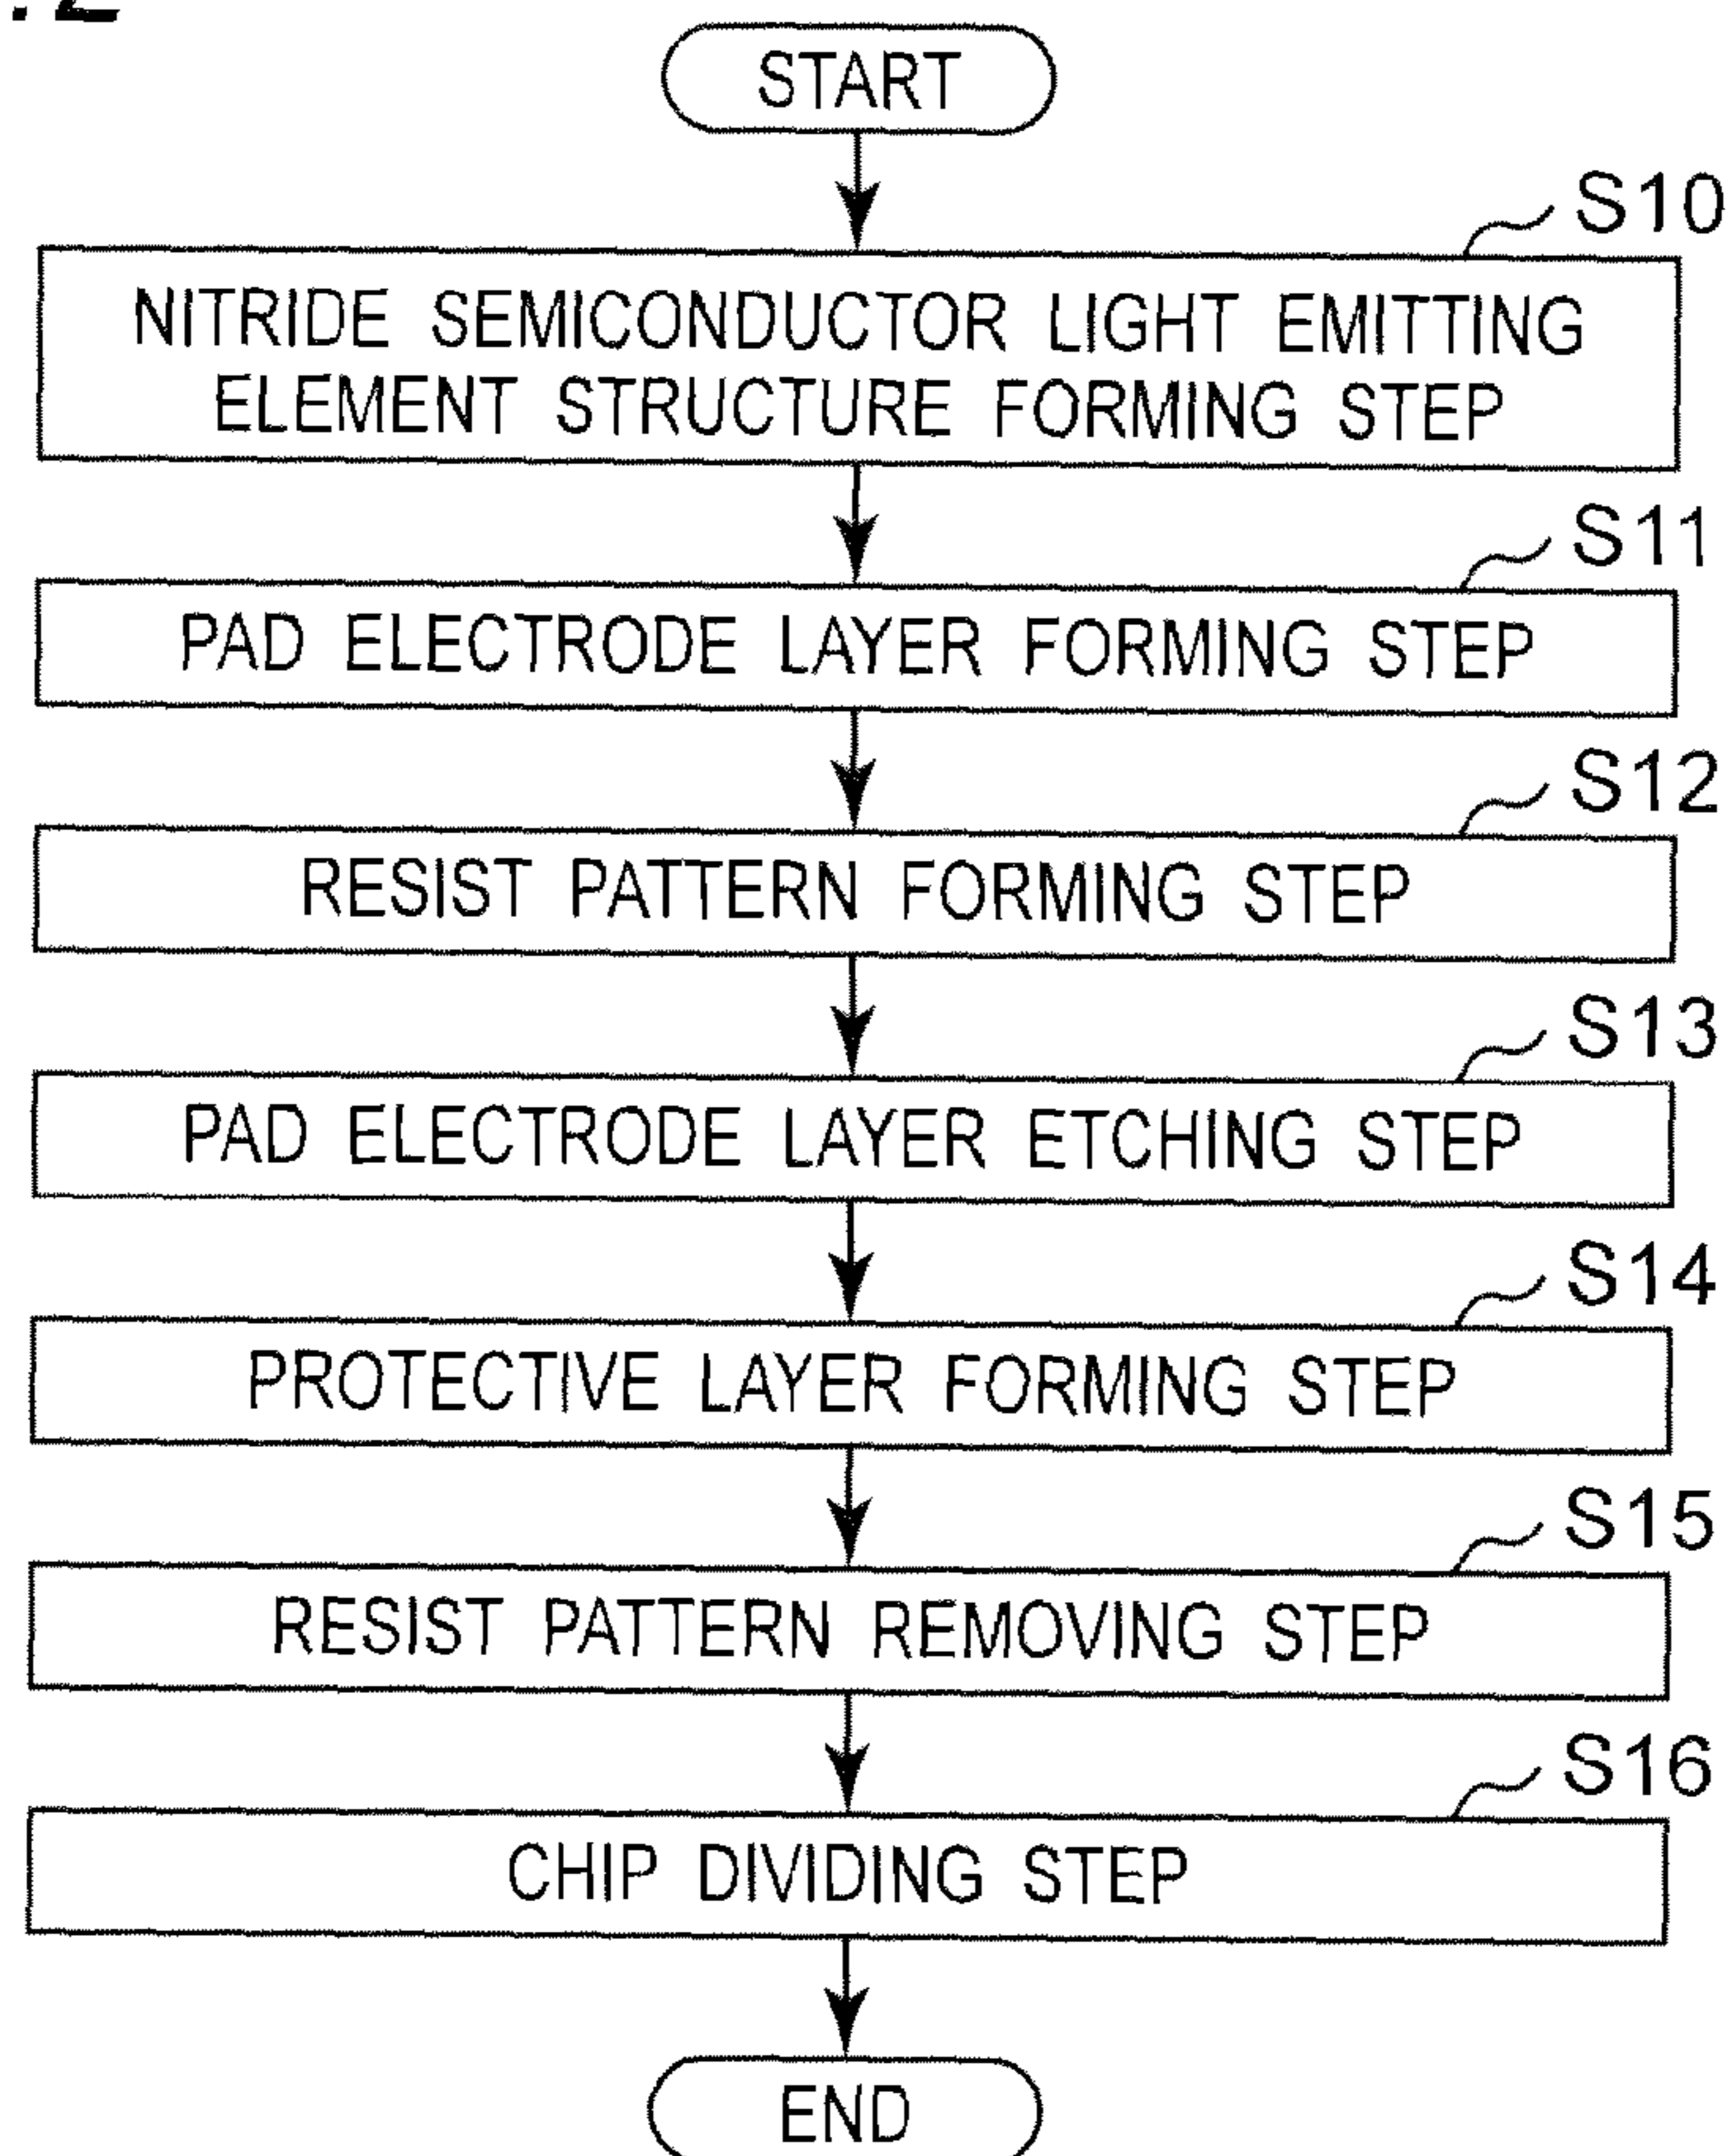 START
S10
NITRIDE SEMICONDUCTOR LIGHT EMITTING
ELEMENT STRUCTURE FORMING STEP
S11
PAD ELECTRODE LAYER FORMING STEP
S12
RESIST PATTERN FORMING STEP
S13
PAD ELECTRODE LAYER ETCHING STEP
S14
PROTECTIVE LAYER FORMING STEP
S15
RESIST PATTERN REMOVING STEP
S16
CHIP DIVIDING STEP
END